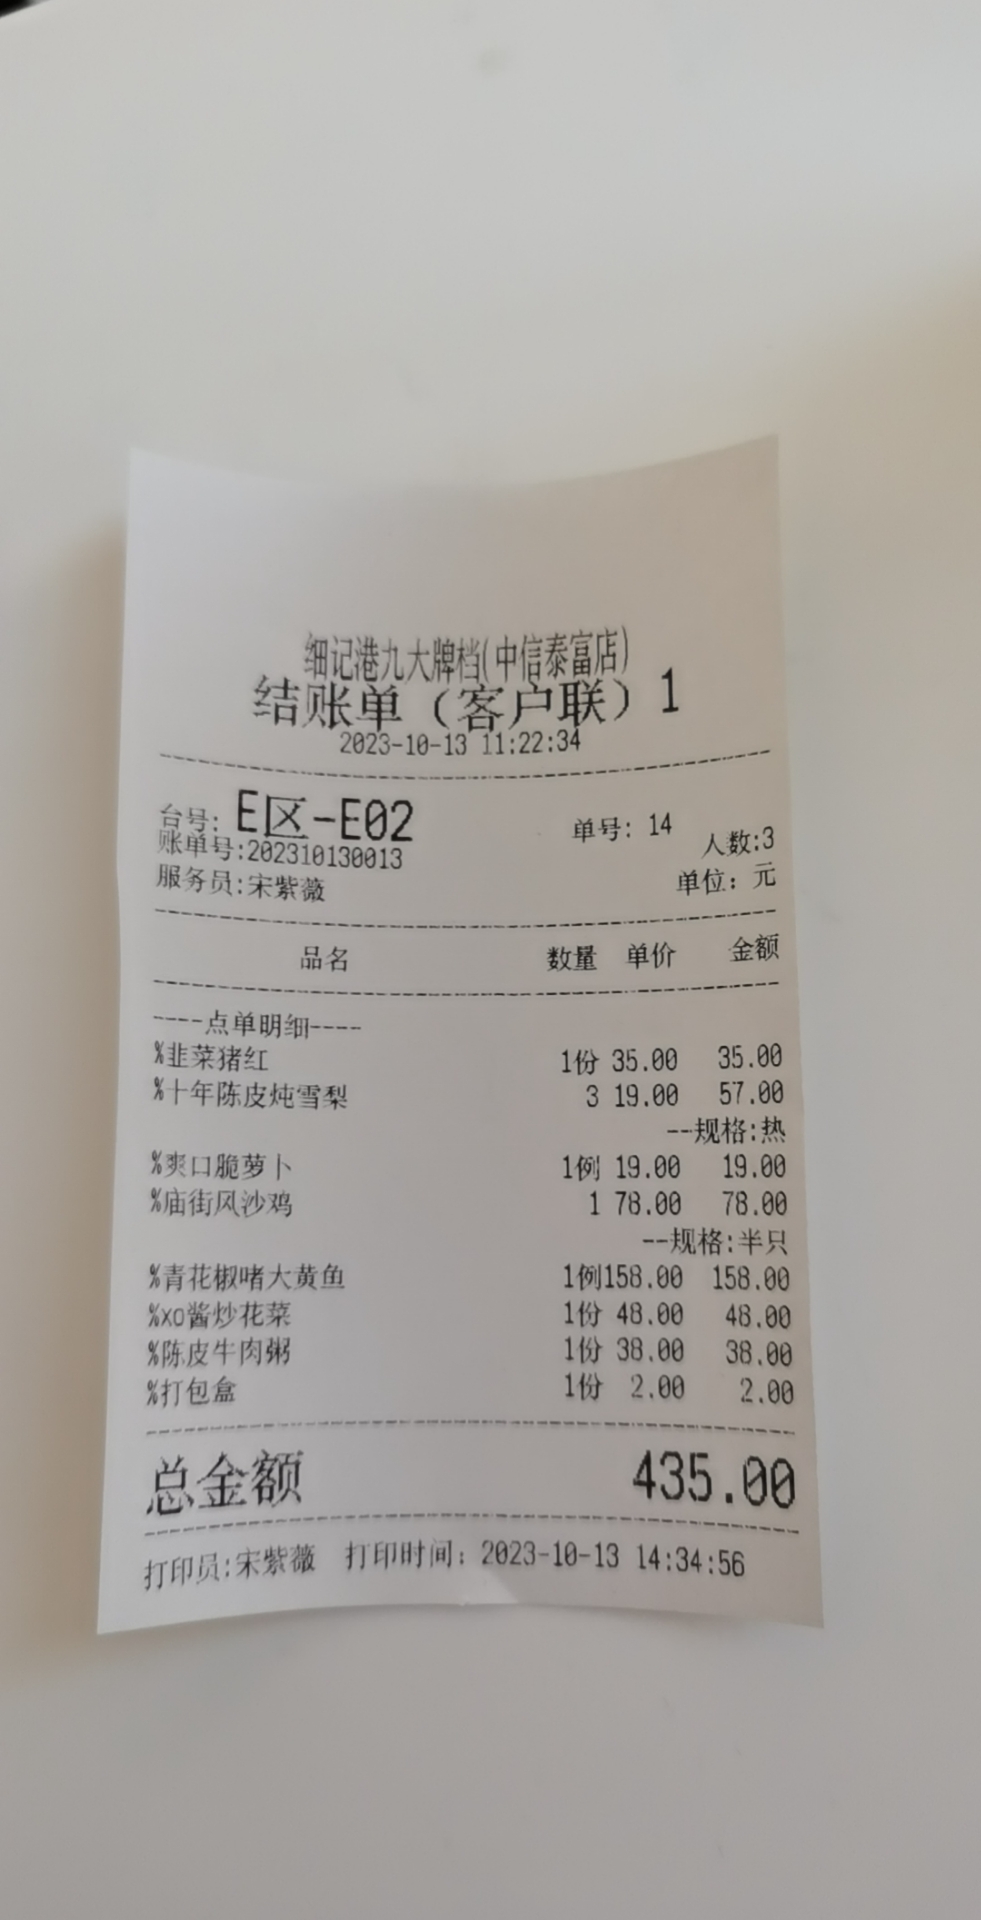 细记港九大牌档(中信泰富店)
结账单（客户联）1
2023-10-13 11:22:34
台号: E区-E02 单号: 14
账单号:202310130013 人数:3
服务员:宋紫薇 单位: 元
品名 数量 单价 金额
----点单明细----
%韭菜猪红 1份 35.00 35.00
%十年陈皮炖雪梨 3 19.00 57.00
--规格:热
%爽口脆萝卜 1例 19.00 19.00
%庙街风沙鸡 1 78.00 78.00
--规格:半只
%青花椒啫大黄鱼 1例158.00 158.00
%xo酱炒花菜 1份 48.00 48.00
%陈皮牛肉粥 1份 38.00 38.00
%打包盒 1份 2.00 2.00
总金额 435.00
打印员:宋紫薇 打印时间: 2023-10-13 14:34:56